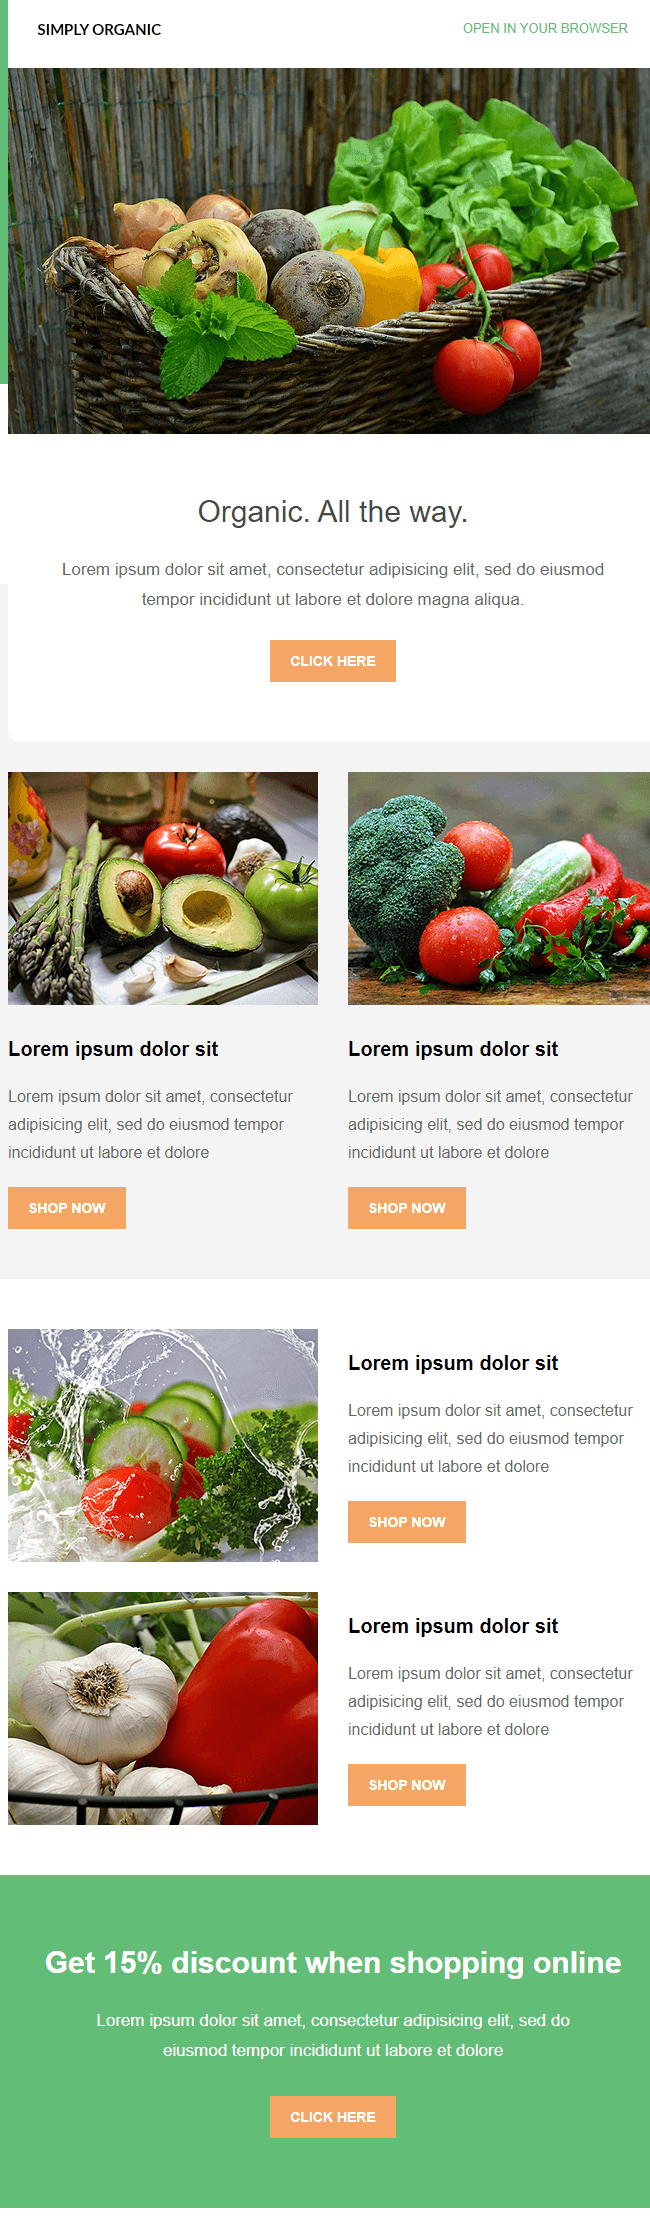 SIMPLY ORGANIC
OPEN IN YOUR BROWSER
Organic. All the way.
Lorem ipsum dolor sit amet, consectetur adipisicing elit, sed do eiusmod
tempor incididunt ut labore et dolore magna aliqua.
CLICK HERE
Lorem ipsum dolor sit
Lorem ipsum dolor sit amet, consectetur
adipisicing elit, sed do eiusmod tempor
incididunt ut labore et dolore
SHOP NOW
Lorem ipsum dolor sit
Lorem ipsum dolor sit amet, consectetur
adipisicing elit, sed do eiusmod tempor
incididunt ut labore et dolore
SHOP NOW
Lorem ipsum dolor sit
Lorem ipsum dolor sit amet, consectetur
adipisicing elit, sed do eiusmod tempor
incididunt ut labore et dolore
SHOP NOW
Lorem ipsum dolor sit
Lorem ipsum dolor sit amet, consectetur
adipisicing elit, sed do eiusmod tempor
incididunt ut labore et dolore
SHOP NOW
Get 15% discount when shopping online
Lorem ipsum dolor sit amet, consectetur adipisicing elit, sed do
eiusmod tempor incididunt ut labore et dolore
CLICK HERE